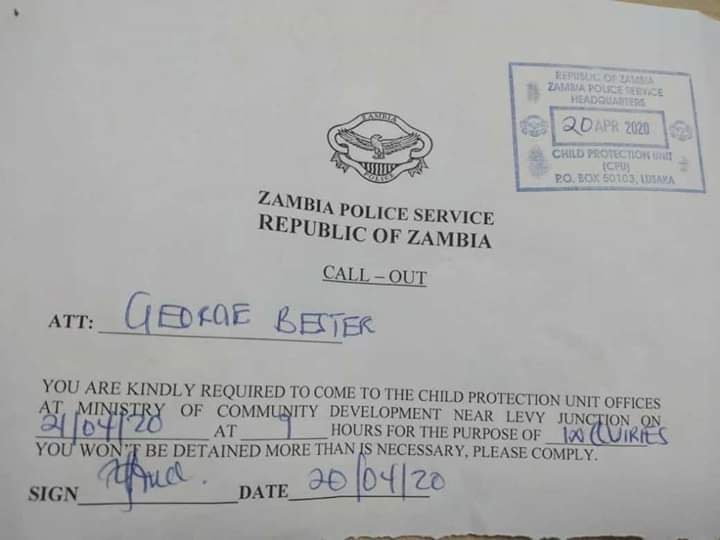 REPUBLIC OF ZAMBIA
ZAMBIA POLICE SERVICE
HEADQUARTERS
20 APR 2020
CHILD PROTECTION UNIT
(CPU)
P.O. BOX 50103, LUSAKA
ZAMBIA
POLICE
ZAMBIA POLICE SERVICE
REPUBLIC OF ZAMBIA
CALL – OUT
ATT: GEORGE BESTER
YOU ARE KINDLY REQUIRED TO COME TO THE CHILD PROTECTION UNIT OFFICES
AT MINISTRY OF COMMUNITY DEVELOPMENT NEAR LEVY JUNCTION ON
21/04/20 AT 9 HOURS FOR THE PURPOSE OF
YOU WON'T BE DETAINED MORE THAN IS NECESSARY, PLEASE COMPLY.
SIGN DATE 20/04/20